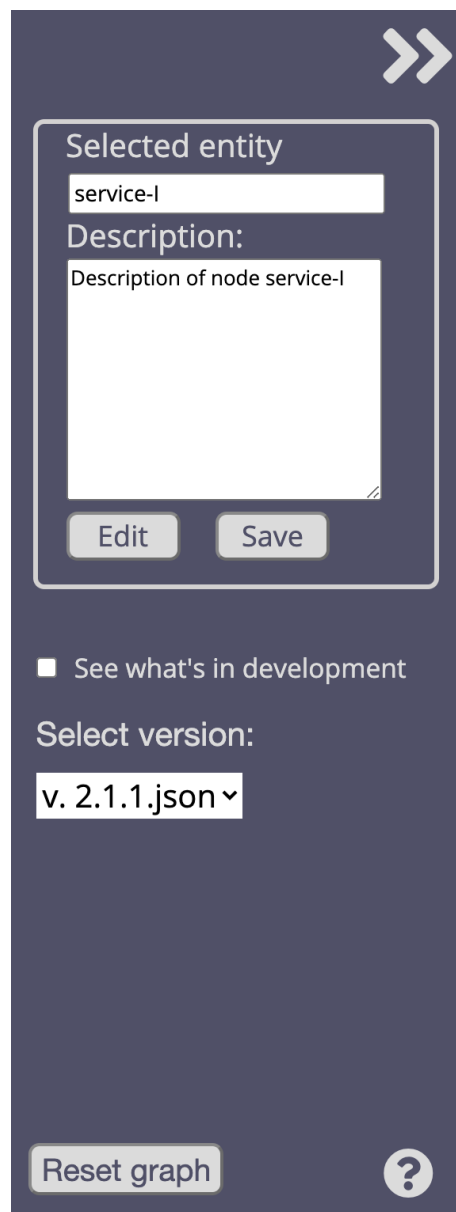 Selected entity
service-l
Description:
Description of node service-l
Edit Save
See what's in development
Select version:
v. 2.1.1.json
Reset graph
?